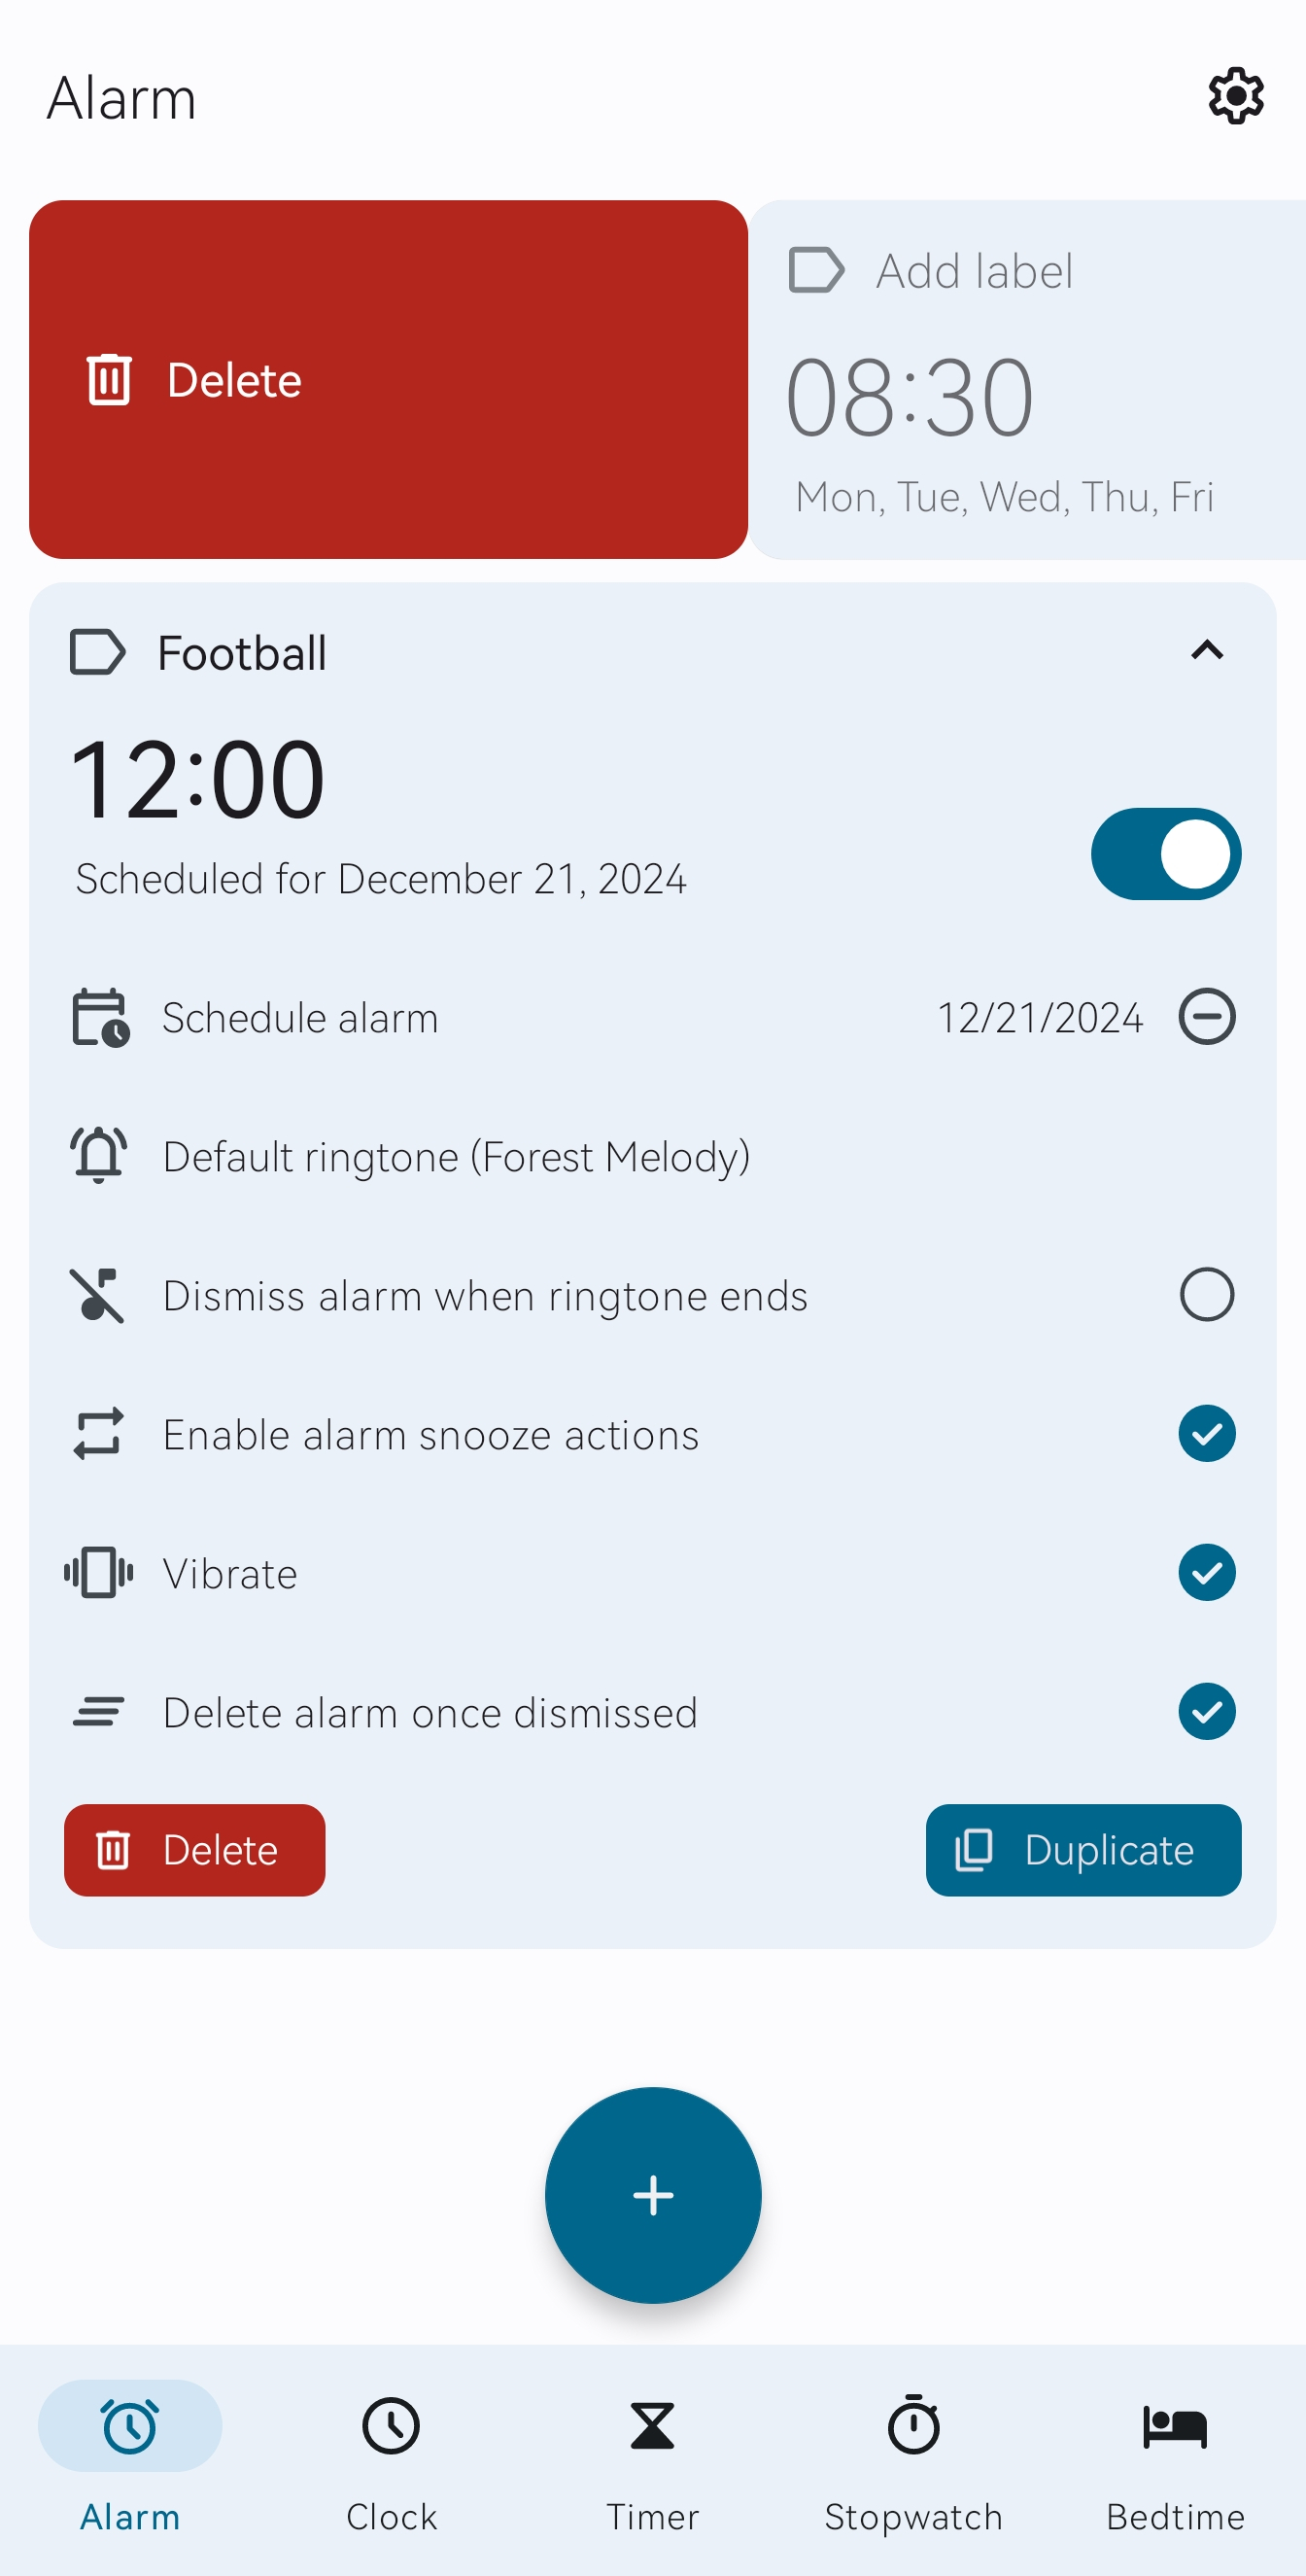 Alarm
Delete
Add label
08:30
Mon, Tue, Wed, Thu, Fri
Football
12:00
Scheduled for December 21, 2024
Schedule alarm 12/21/2024
Default ringtone (Forest Melody)
Dismiss alarm when ringtone ends
Enable alarm snooze actions
Vibrate
Delete alarm once dismissed
Delete Duplicate
Alarm Clock Timer Stopwatch Bedtime